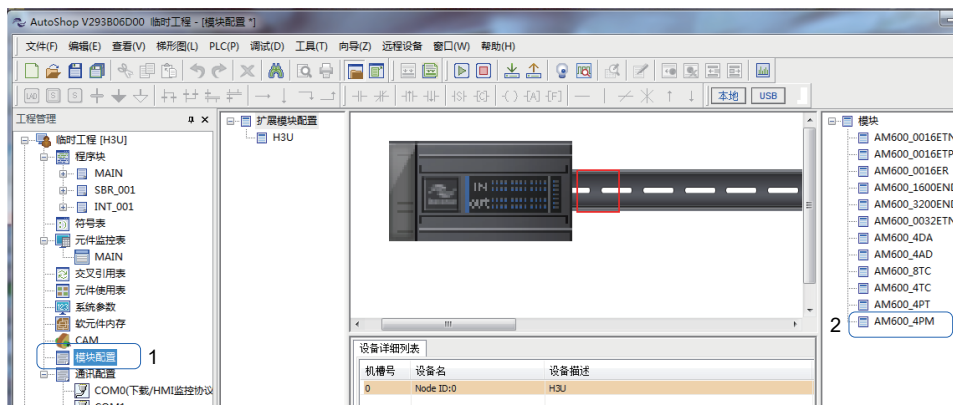 AutoShop V293B06D00 临时工程 - [模块配置 *]
文件(F) 编辑(E) 查看(V) 梯形图(L) PLC(P) 调试(D) 工具(T) 向导(Z) 远程设备 窗口(W) 帮助(H)
本地 USB
工程管理
临时工程 [H3U]
程序块
MAIN
SBR_001
INT_001
符号表
元件监控表
MAIN
交叉引用表
元件使用表
系统参数
软元件内存
CAM
模块配置
1
通讯配置
COM0(下载/HMI监控协议
COM1
扩展模块配置
H3U
IN
out
模块
AM600_0016ETN
AM600_0016ETP
AM600_0016ER
AM600_1600END
AM600_3200END
AM600_0032ETN
AM600_4DA
AM600_4AD
AM600_8TC
AM600_4TC
AM600_4PT
2
AM600_4PM
设备详细列表
机槽号 设备名 设备描述
0 Node ID:0 H3U